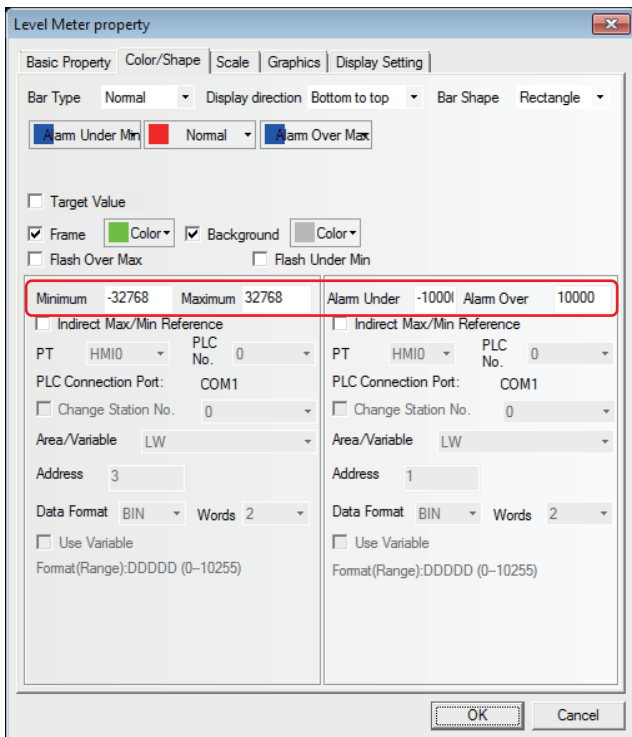 Level Meter property
Basic Property Color/Shape Scale Graphics Display Setting
Bar Type Normal Display direction Bottom to top Bar Shape Rectangle
Alarm Under Min Normal Alarm Over Max
Target Value
Frame Color Background Color
Flash Over Max Flash Under Min
Minimum -32768 Maximum 32768 Alarm Under -1000 Alarm Over 10000
Indirect Max/Min Reference Indirect Max/Min Reference
PT HMI0 PLC No. 0 PT HMI0 PLC No. 0
PLC Connection Port: COM1 PLC Connection Port: COM1
Change Station No. 0 Change Station No. 0
Area/Variable LW Area/Variable LW
Address 3 Address 1
Data Format BIN Words 2 Data Format BIN Words 2
Use Variable Use Variable
Format(Range):DDDDD (0--10255) Format(Range):DDDDD (0--10255)
OK Cancel